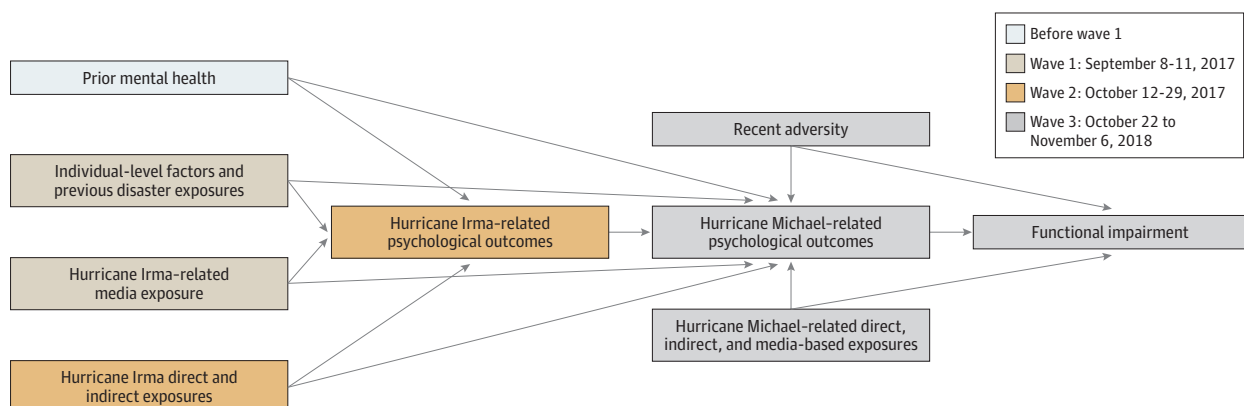 Before wave 1
Wave 1: September 8-11, 2017
Wave 2: October 12-29, 2017
Wave 3: October 22 to
November 6, 2018
Prior mental health
Recent adversity
Individual-level factors and
previous disaster exposures
Hurricane Irma-related
psychological outcomes
Hurricane Michael-related
psychological outcomes
Functional impairment
Hurricane Irma-related
media exposure
Hurricane Michael-related direct,
indirect, and media-based exposures
Hurricane Irma direct and
indirect exposures